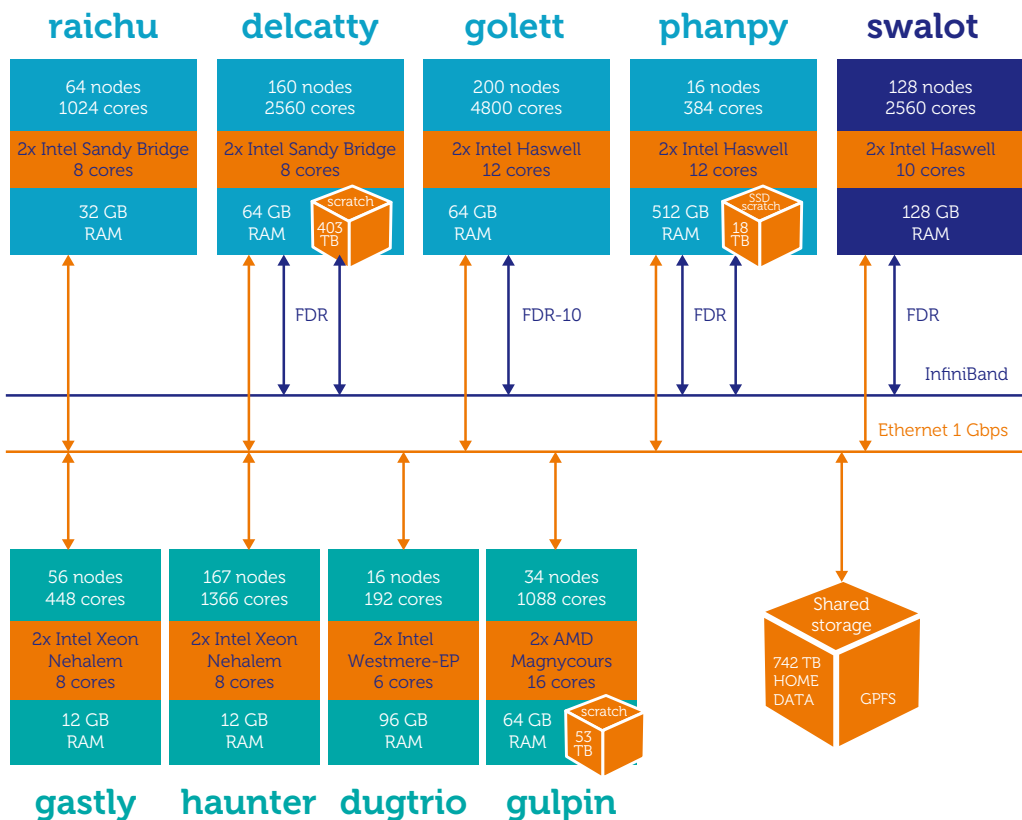 raichu
64 nodes
1024 cores
2x Intel Sandy Bridge
8 cores
32 GB
RAM
delcatty
160 nodes
2560 cores
2x Intel Sandy Bridge
8 cores
64 GB
RAM
scratch
403
TB
golett
200 nodes
4800 cores
2x Intel Haswell
12 cores
64 GB
RAM
phanpy
16 nodes
384 cores
2x Intel Haswell
12 cores
512 GB
RAM
SSD
scratch
18
TB
swalot
128 nodes
2560 cores
2x Intel Haswell
10 cores
128 GB
RAM
FDR
FDR-10
FDR
FDR
InfiniBand
Ethernet 1 Gbps
56 nodes
448 cores
2x Intel Xeon
Nehalem
8 cores
12 GB
RAM
gastly
167 nodes
1366 cores
2x Intel Xeon
Nehalem
8 cores
12 GB
RAM
haunter
16 nodes
192 cores
2x Intel
Westmere-EP
6 cores
96 GB
RAM
dugtrio
34 nodes
1088 cores
2x AMD
Magnycours
16 cores
64 GB
RAM
scratch
53
TB
gulpin
Shared
storage
742 TB
HOME
DATA
GPFS